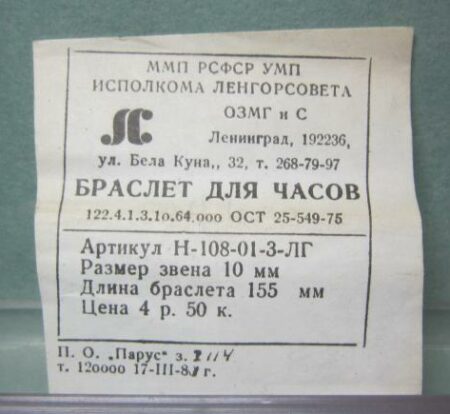 ММП РСФСР УМП
ИСПОЛКОМА ЛЕНГОРСОВЕТА
ОЗМГ и С
Ленинград, 192236,
ул. Бела Куна,, 32, т. 268-79-97
БРАСЛЕТ ДЛЯ ЧАСОВ
122.4.1.3.1о.64.000 ОСТ 25-549-75
Артикул Н-108-01-3-ЛГ
Размер звена 10 мм
Длина браслета 155 мм
Цена 4 р. 50 к.
П. О. „Парус“ з.
т. 120000 17-III-8 г.